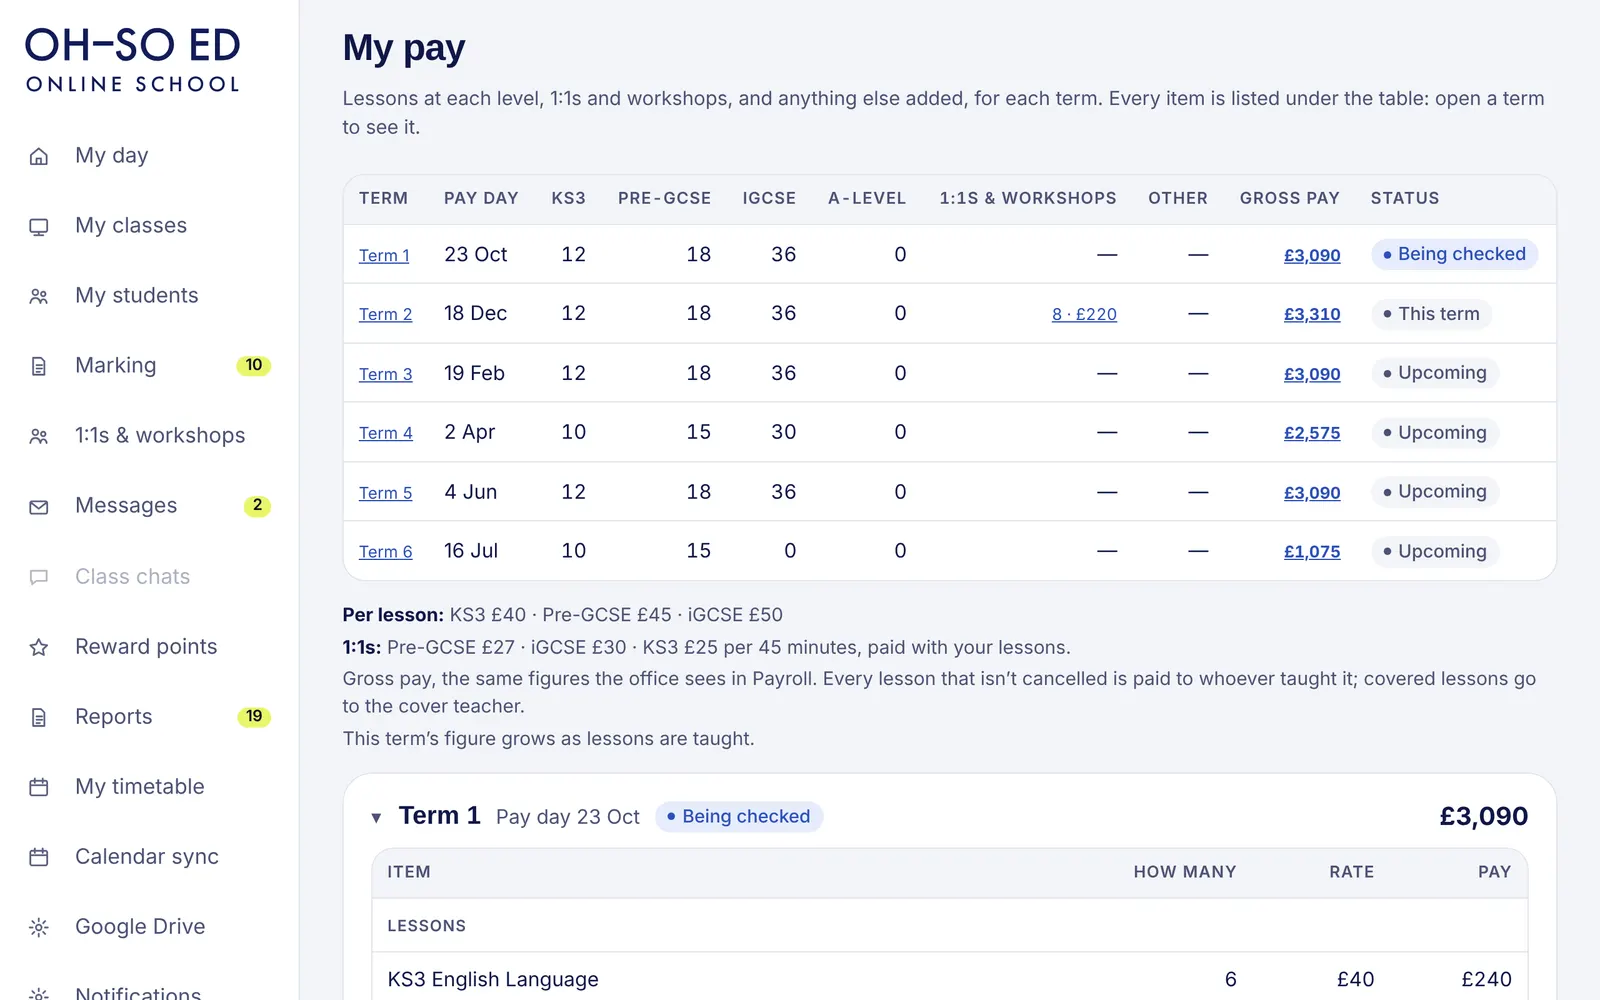 OH-SO ED
ONLINE SCHOOL
My day
My classes
My students
Marking 10
1:1s & workshops
Messages 2
Class chats
Reward points
Reports 19
My timetable
Calendar sync
Google Drive
Notifications
My pay
Lessons at each level, 1:1s and workshops, and anything else added, for each term. Every item is listed under the table: open a term
to see it.
TERM PAY DAY KS3 PRE-GCSE IGCSE A-LEVEL 1:1S & WORKSHOPS OTHER GROSS PAY STATUS
Term 1 23 Oct 12 18 36 0 — — £3,090 • Being checked
Term 2 18 Dec 12 18 36 0 8 · £220 — £3,310 • This term
Term 3 19 Feb 12 18 36 0 — — £3,090 • Upcoming
Term 4 2 Apr 10 15 30 0 — — £2,575 • Upcoming
Term 5 4 Jun 12 18 36 0 — — £3,090 • Upcoming
Term 6 16 Jul 10 15 0 0 — — £1,075 • Upcoming
Per lesson: KS3 £40 · Pre-GCSE £45 · iGCSE £50
1:1s: Pre-GCSE £27 · iGCSE £30 · KS3 £25 per 45 minutes, paid with your lessons.
Gross pay, the same figures the office sees in Payroll. Every lesson that isn’t cancelled is paid to whoever taught it; covered lessons go
to the cover teacher.
This term’s figure grows as lessons are taught.
▼ Term 1 Pay day 23 Oct • Being checked £3,090
ITEM HOW MANY RATE PAY
LESSONS
KS3 English Language 6 £40 £240